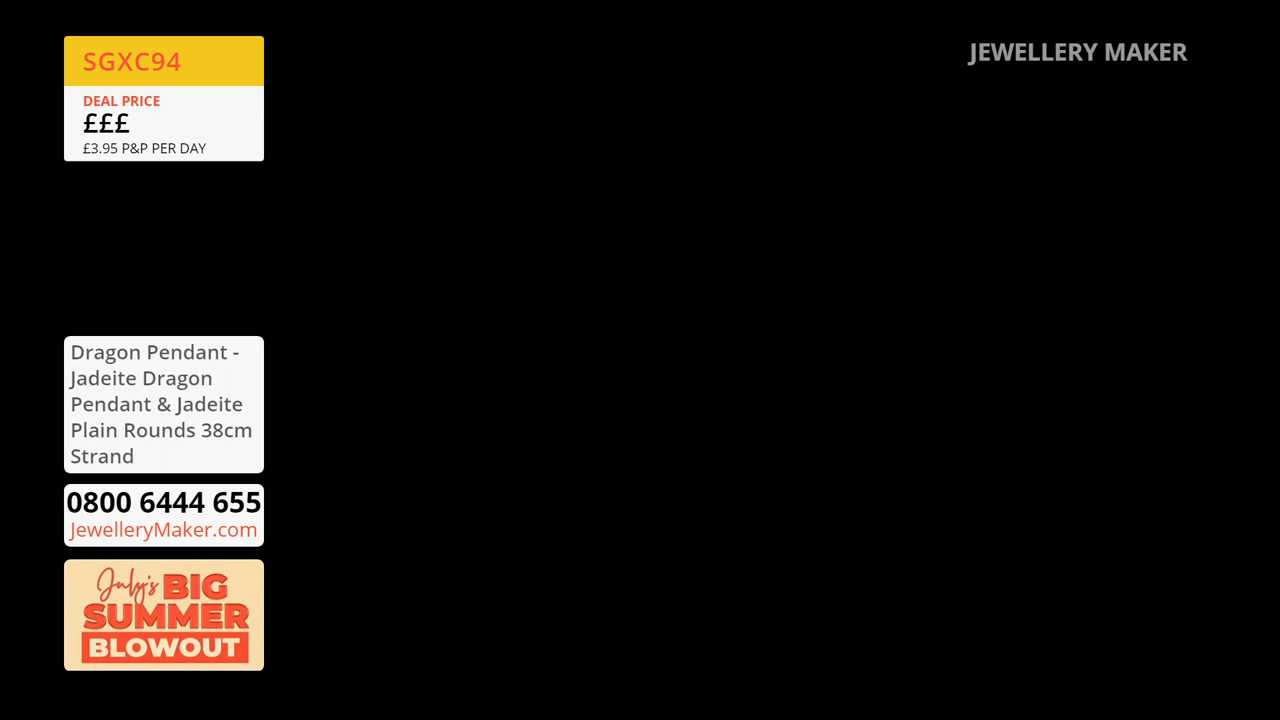 SGXC94
DEAL PRICE
£££
£3.95 P&P PER DAY
JEWELLERY MAKER
Dragon Pendant -
Jadeite Dragon
Pendant & Jadeite
Plain Rounds 38cm
Strand
0800 6444 655
JewelleryMaker.com
July's BIG
SUMMER
BLOWOUT